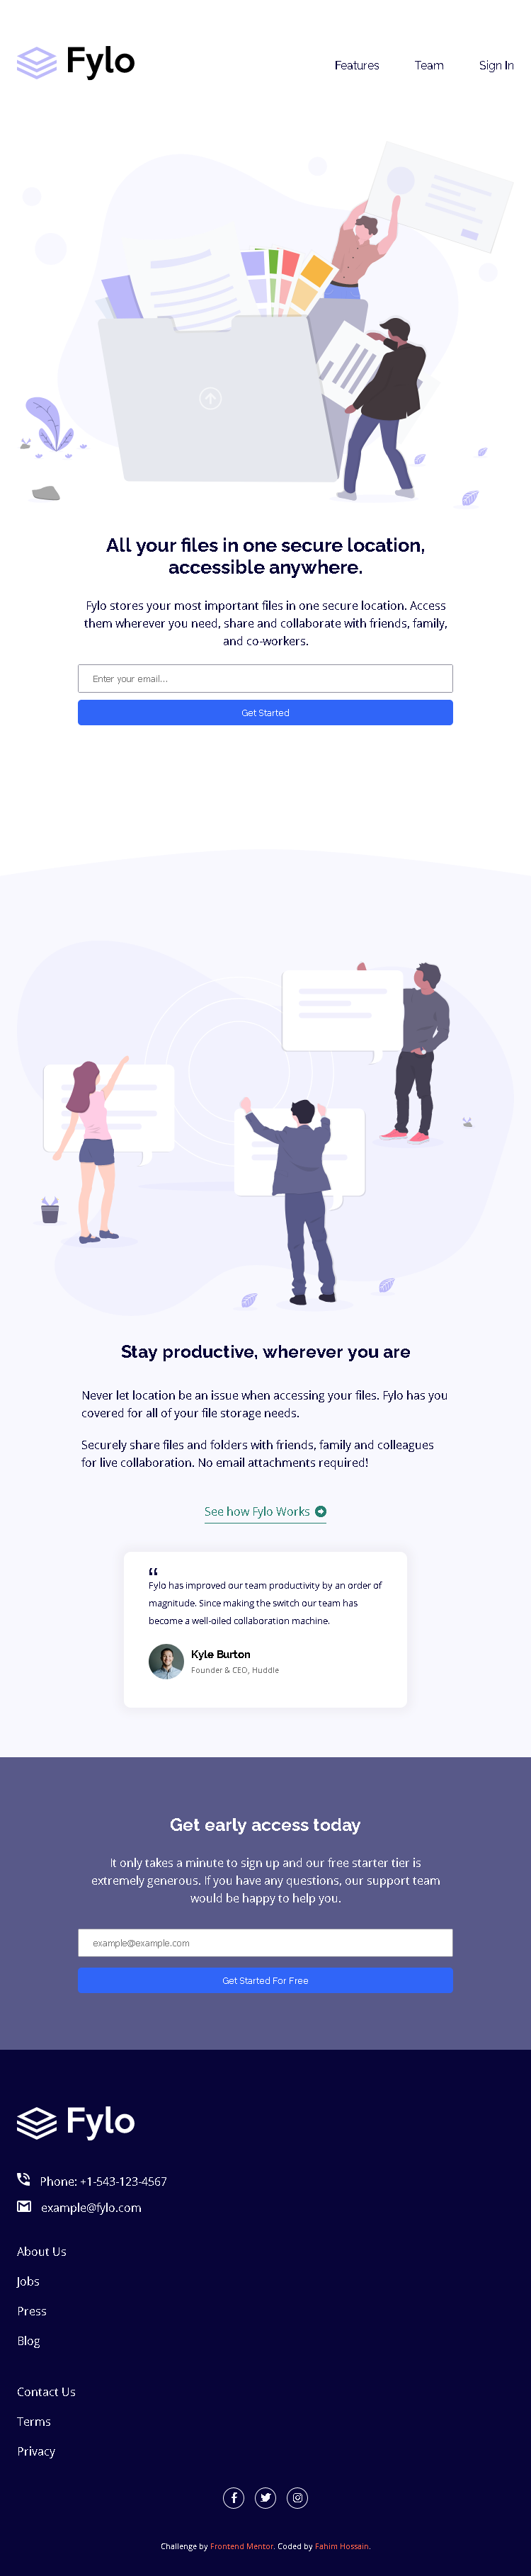 Fylo
Features Team Sign In
All your files in one secure location,
accessible anywhere.
Fylo stores your most important files in one secure location. Access
them wherever you need, share and collaborate with friends, family,
and co-workers.
Enter your email...
Get Started
Stay productive, wherever you are
Never let location be an issue when accessing your files. Fylo has you
covered for all of your file storage needs.
Securely share files and folders with friends, family and colleagues
for live collaboration. No email attachments required!
See how Fylo Works
“
Fylo has improved our team productivity by an order of
magnitude. Since making the switch our team has
become a well-oiled collaboration machine.
Kyle Burton
Founder & CEO, Huddle
Get early access today
It only takes a minute to sign up and our free starter tier is
extremely generous. If you have any questions, our support team
would be happy to help you.
example@example.com
Get Started For Free
Fylo
Phone: +1-543-123-4567
example@fylo.com
About Us
Jobs
Press
Blog
Contact Us
Terms
Privacy
Challenge by Frontend Mentor. Coded by Fahim Hossain.